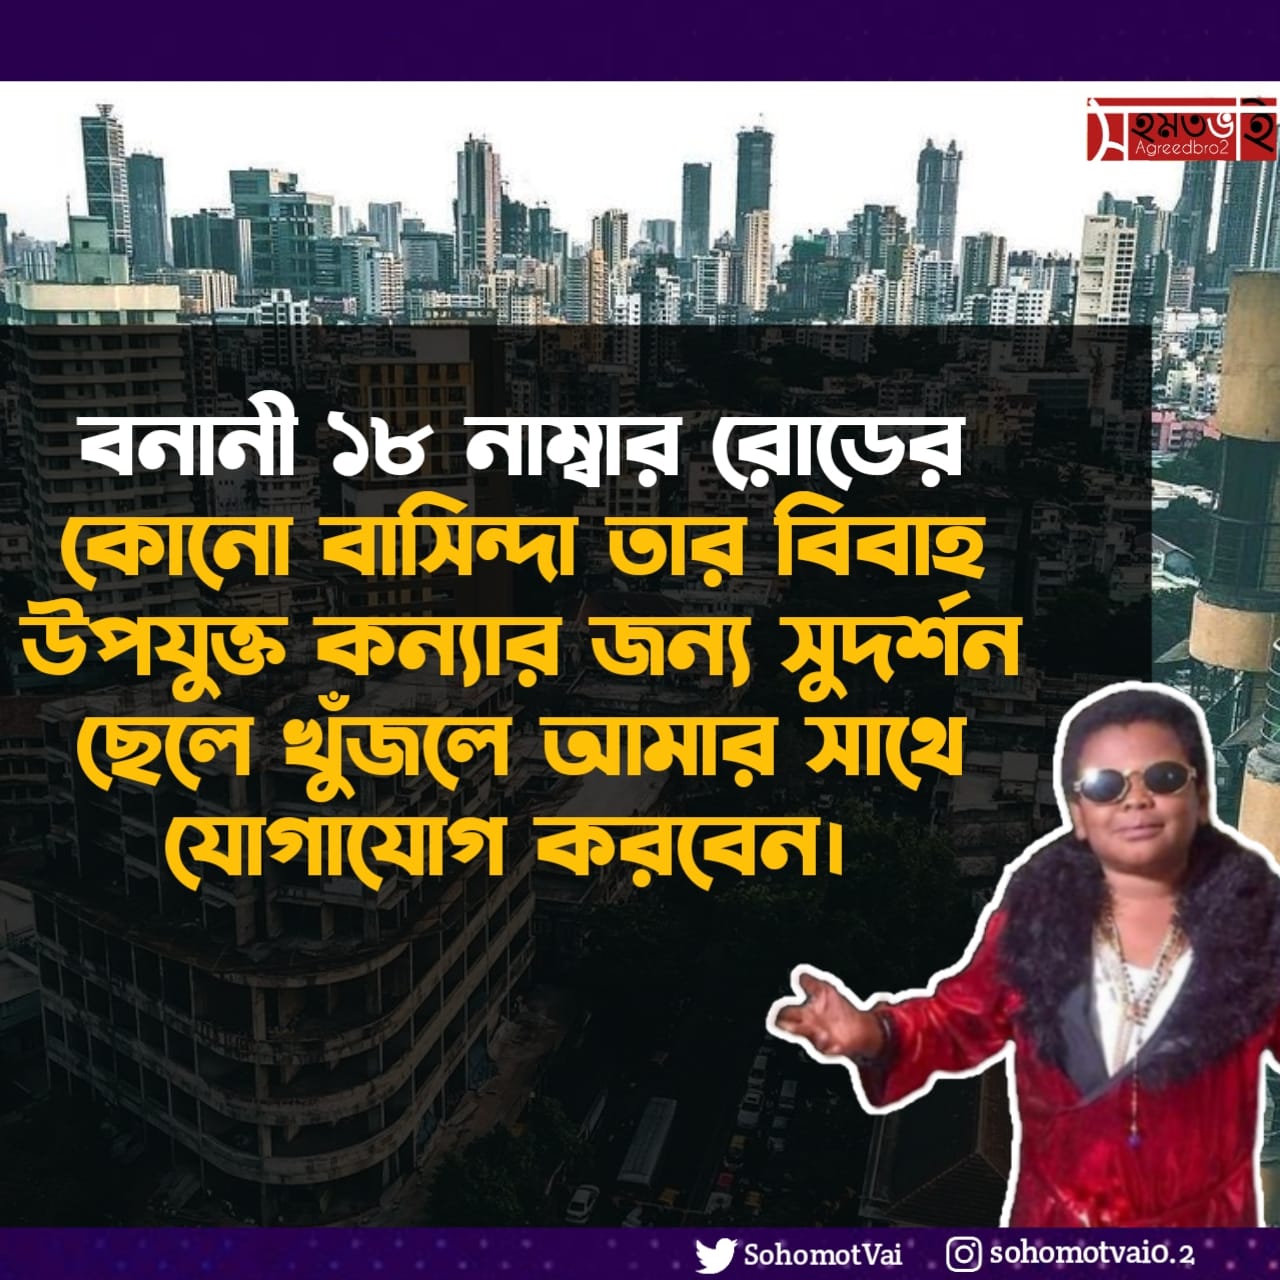 সহমতভাই
Agreedbro2
বনানী ১৮ নাম্বার রোডের
কোনো বাসিন্দা তার বিবাহ
উপযুক্ত কন্যার জন্য সুদর্শন
ছেলে খুঁজলে আমার সাথে
যোগাযোগ করবেন।
SohomotVai sohomotvai0.2